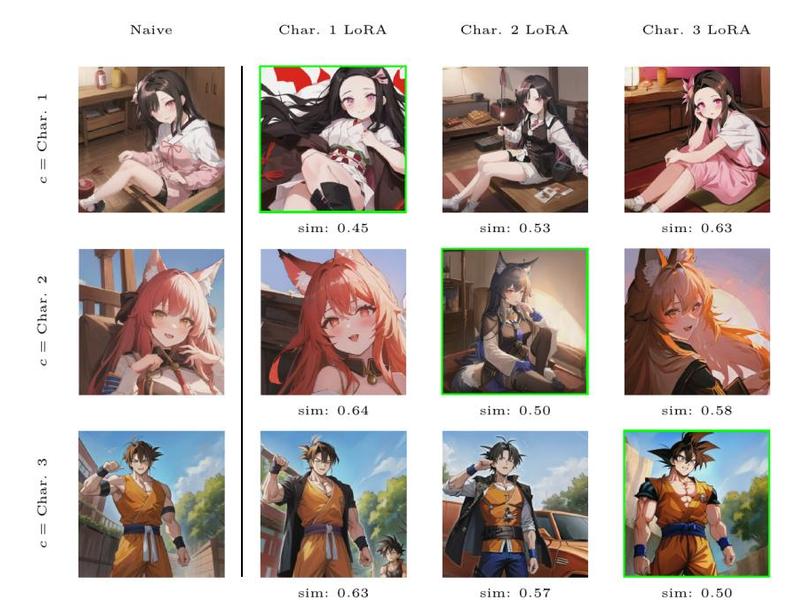 Naive
Char. 1 LoRA
Char. 2 LoRA
Char. 3 LoRA
c = Char. 1
sim: 0.45
sim: 0.53
sim: 0.63
c = Char. 2
sim: 0.64
sim: 0.50
sim: 0.58
c = Char. 3
sim: 0.63
sim: 0.57
sim: 0.50